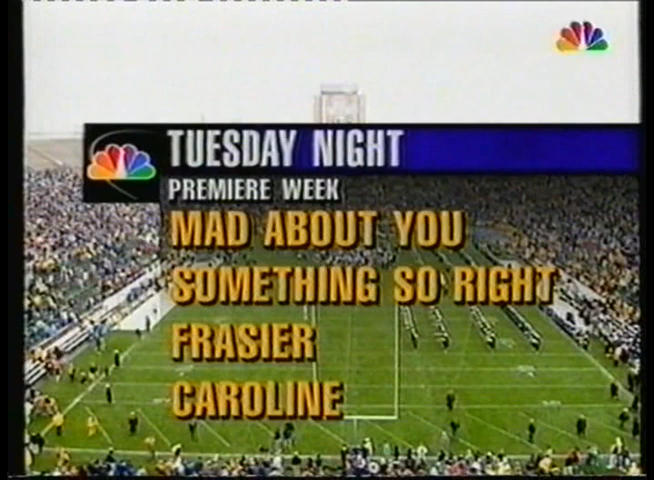 TUESDAY NIGHT
PREMIERE WEEK
MAD ABOUT YOU
SOMETHING SO RIGHT
FRASIER
CAROLINE